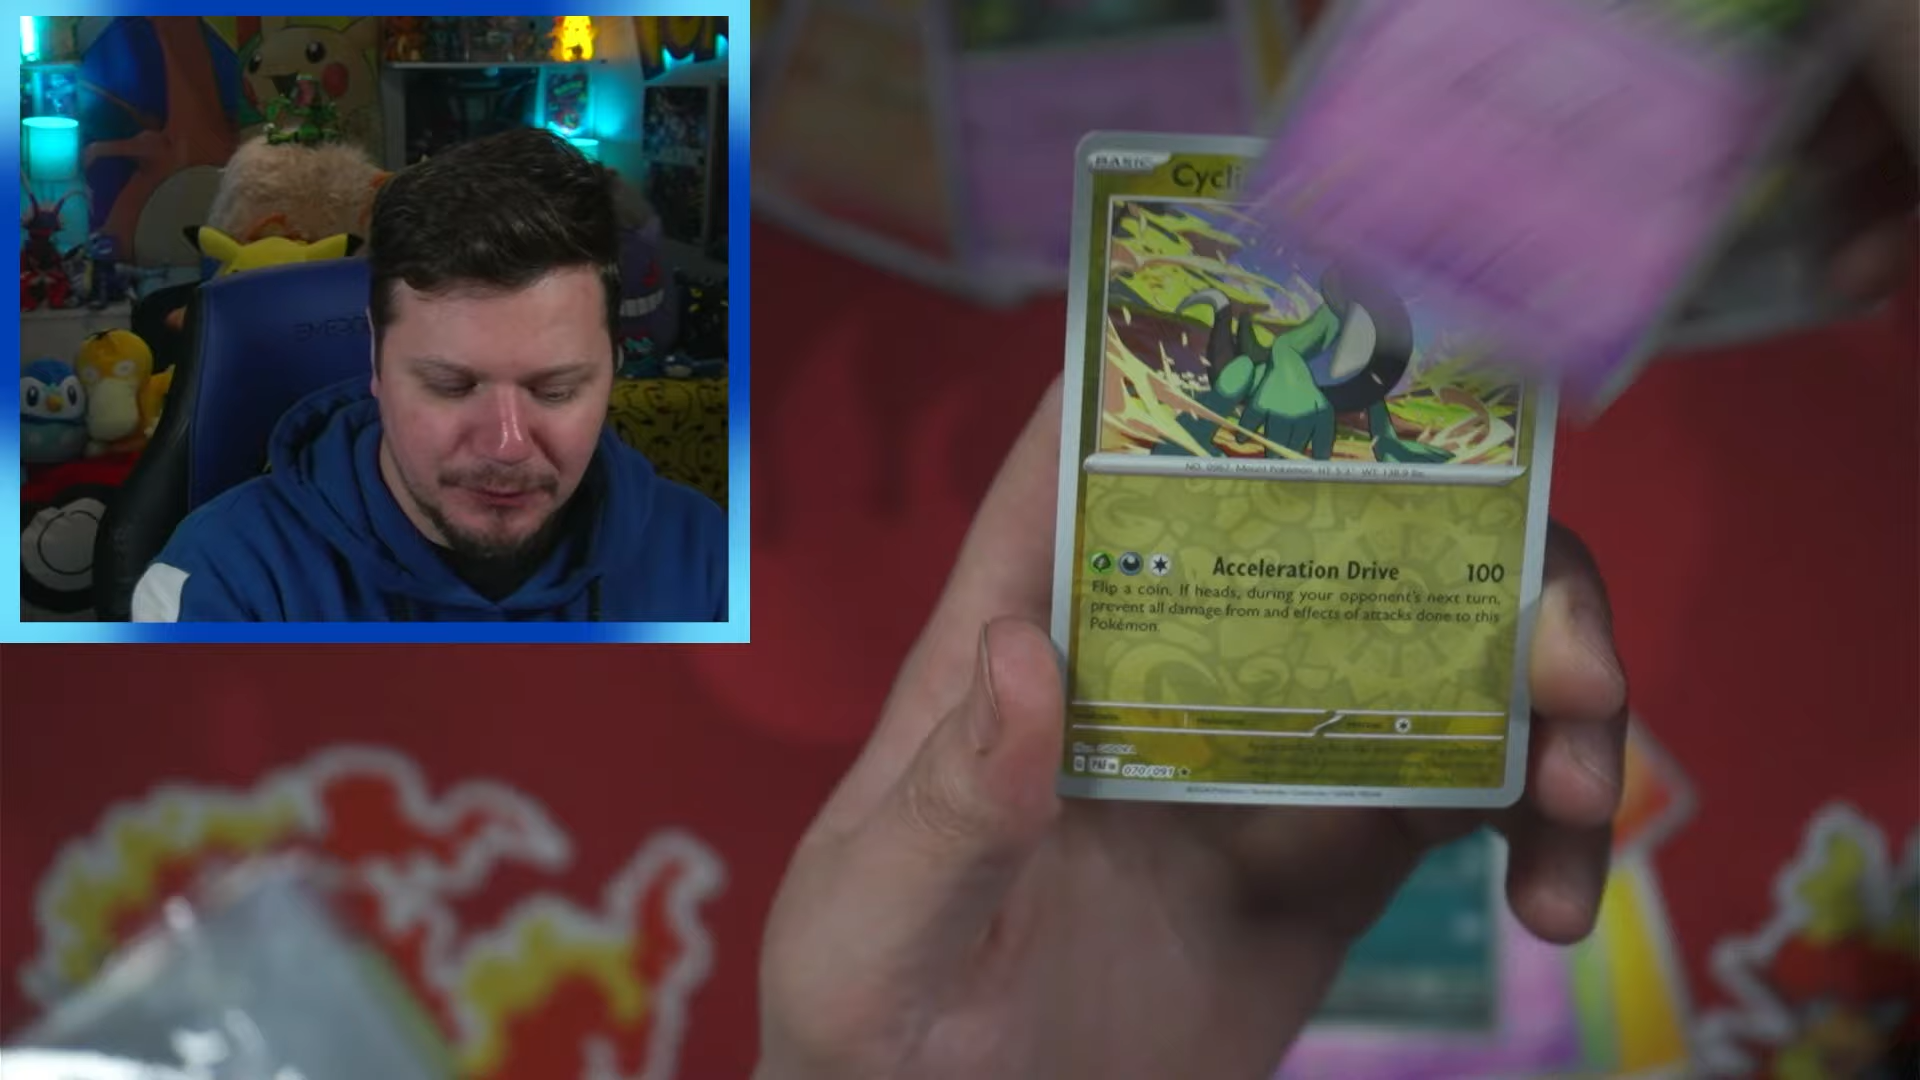 BASIC
Cycli
NO. 0967 Mount Pokémon HT: 5'3" WT: 138.9 lbs.
Acceleration Drive 100
Flip a coin. If heads, during your opponent's next turn,
prevent all damage from and effects of attacks done to this
Pokémon.
PAF EN 070/091